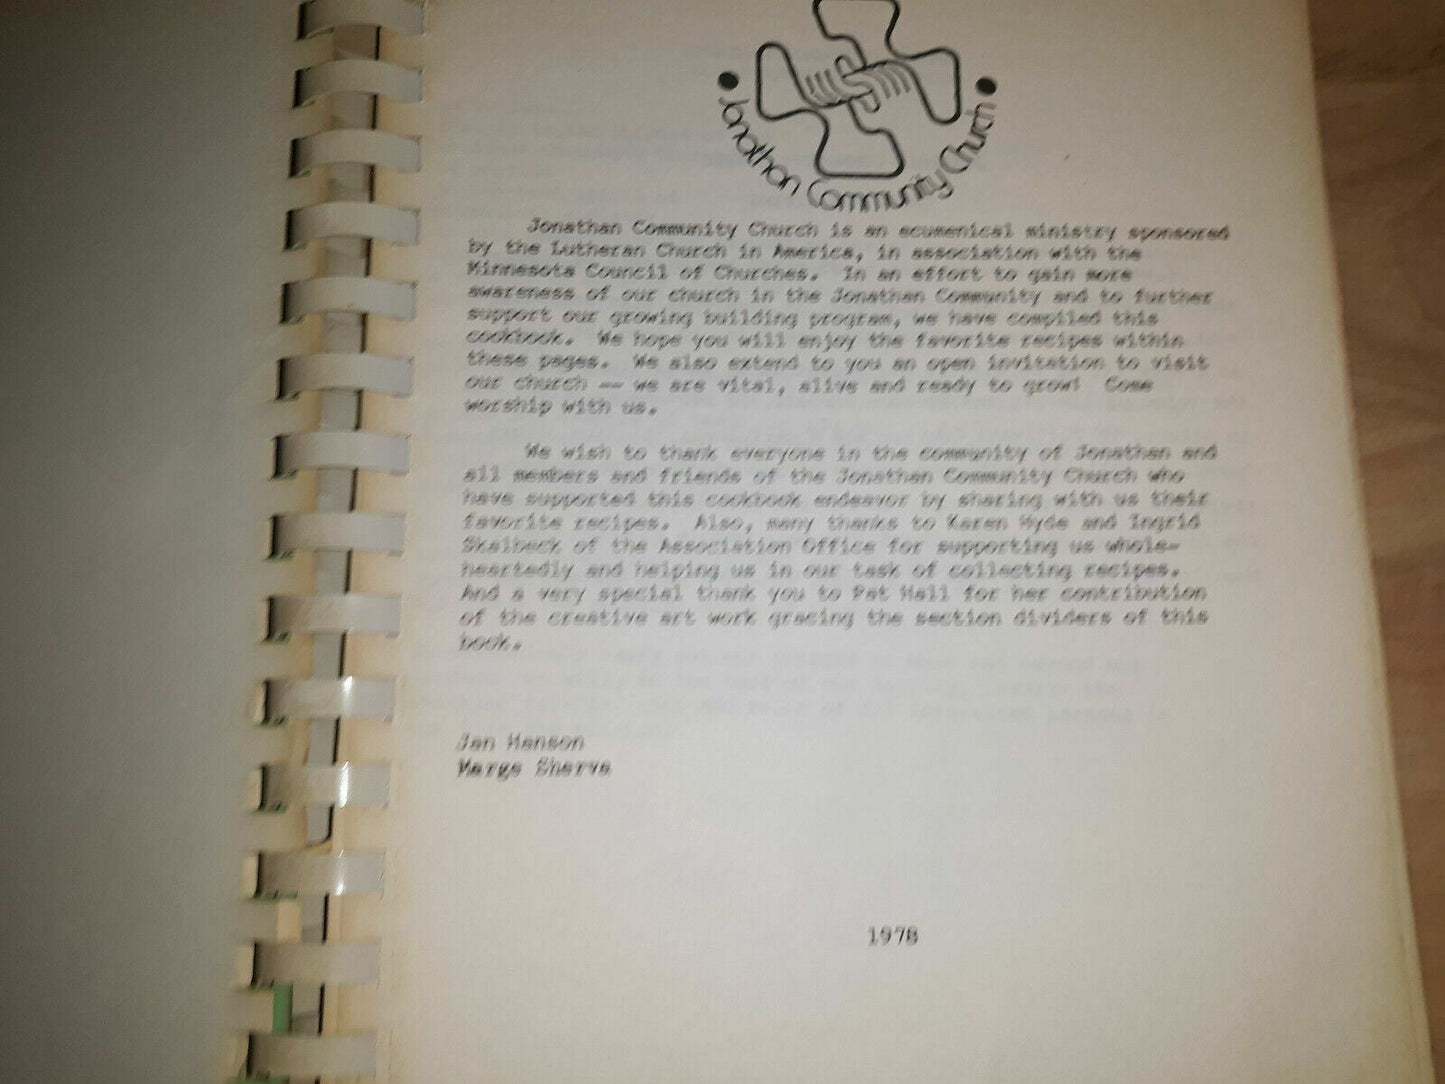 Jonathan Community Church
Jonathan Community Church is an ecumenical ministry sponsored
by the Lutheran Church in America, in association with the
Minnesota Council of Churches. In an effort to gain more
awareness of our church in the Jonathan Community and to further
support our growing building program, we have compiled this
cookbook. We hope you will enjoy the favorite recipes within
these pages. We also extend to you an open invitation to visit
our church -- we are vital, alive and ready to grow! Come
worship with us.
We wish to thank everyone in the community of Jonathan and
all members and friends of the Jonathan Community Church who
have supported this cookbook endeavor by sharing with us their
favorite recipes. Also, many thanks to Karen Hyde and Ingrid
Skalbeck of the Association Office for supporting us whole-
heartedly and helping us in our task of collecting recipes.
And a very special thank you to Pat Hall for her contribution
of the creative art work gracing the section dividers of this
book.
Jan Hanson
Marge Sherva
1978